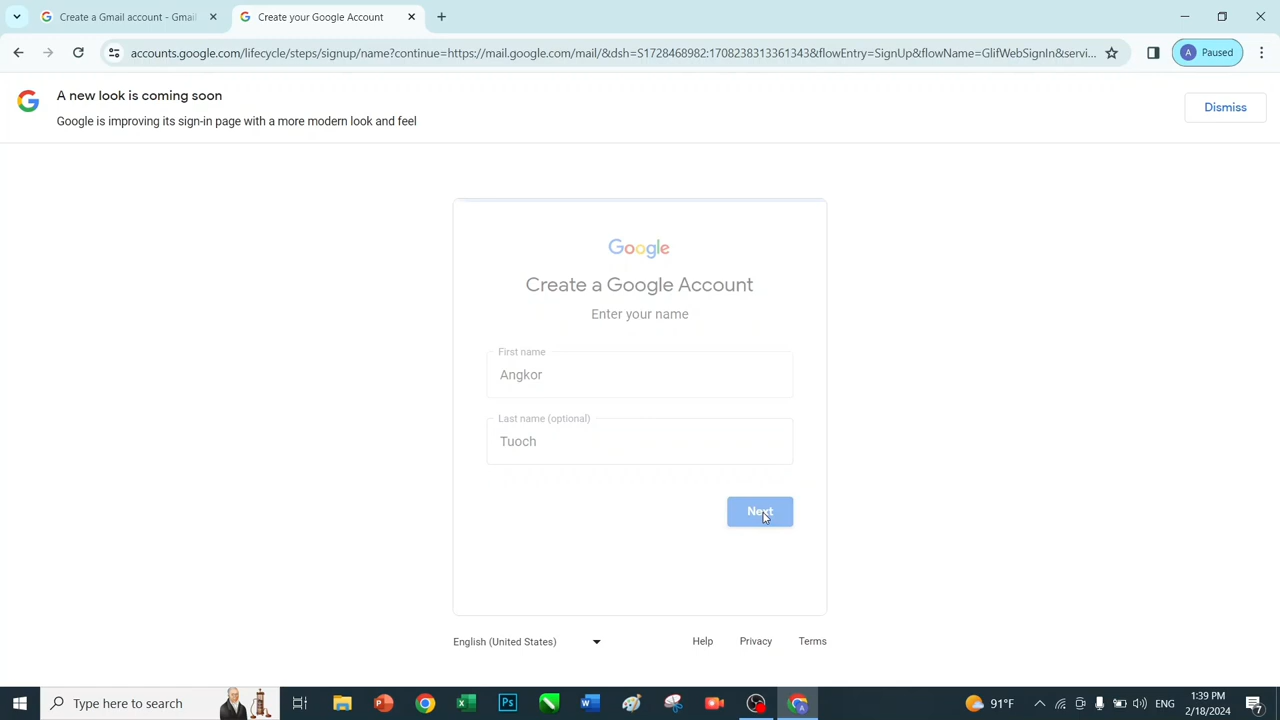 Create a Gmail account - Gmail
Create your Google Account
accounts.google.com/lifecycle/steps/signup/name?continue=https://mail.google.com/mail/&dsh=S1728468982:1708238313361343&flowEntry=SignUp&flowName=GlifWebSignIn&servi...
A
Paused
A new look is coming soon
Google is improving its sign-in page with a more modern look and feel
Dismiss
Google
Create a Google Account
Enter your name
First name
Angkor
Last name (optional)
Tuoch
Next
English (United States)
Help
Privacy
Terms
Type here to search
Ps
91°F
ENG
1:39 PM
2/18/2024